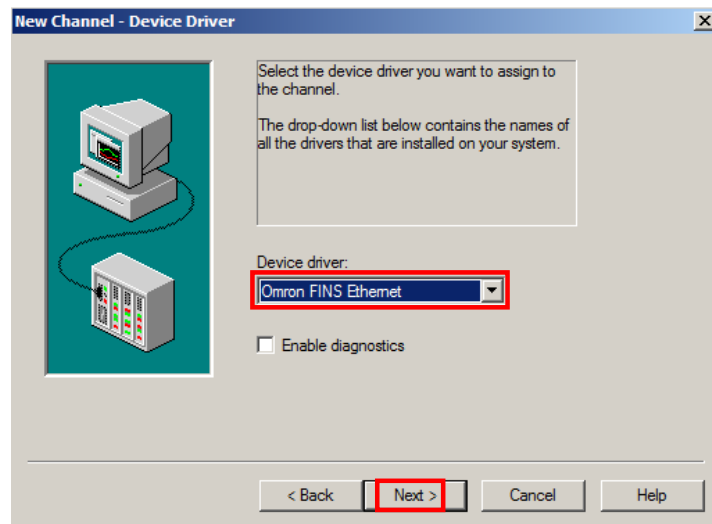 New Channel - Device Driver
Select the device driver you want to assign to
the channel.
The drop-down list below contains the names of
all the drivers that are installed on your system.
Device driver:
Omron FINS Ethernet
Enable diagnostics
< Back
Next >
Cancel
Help